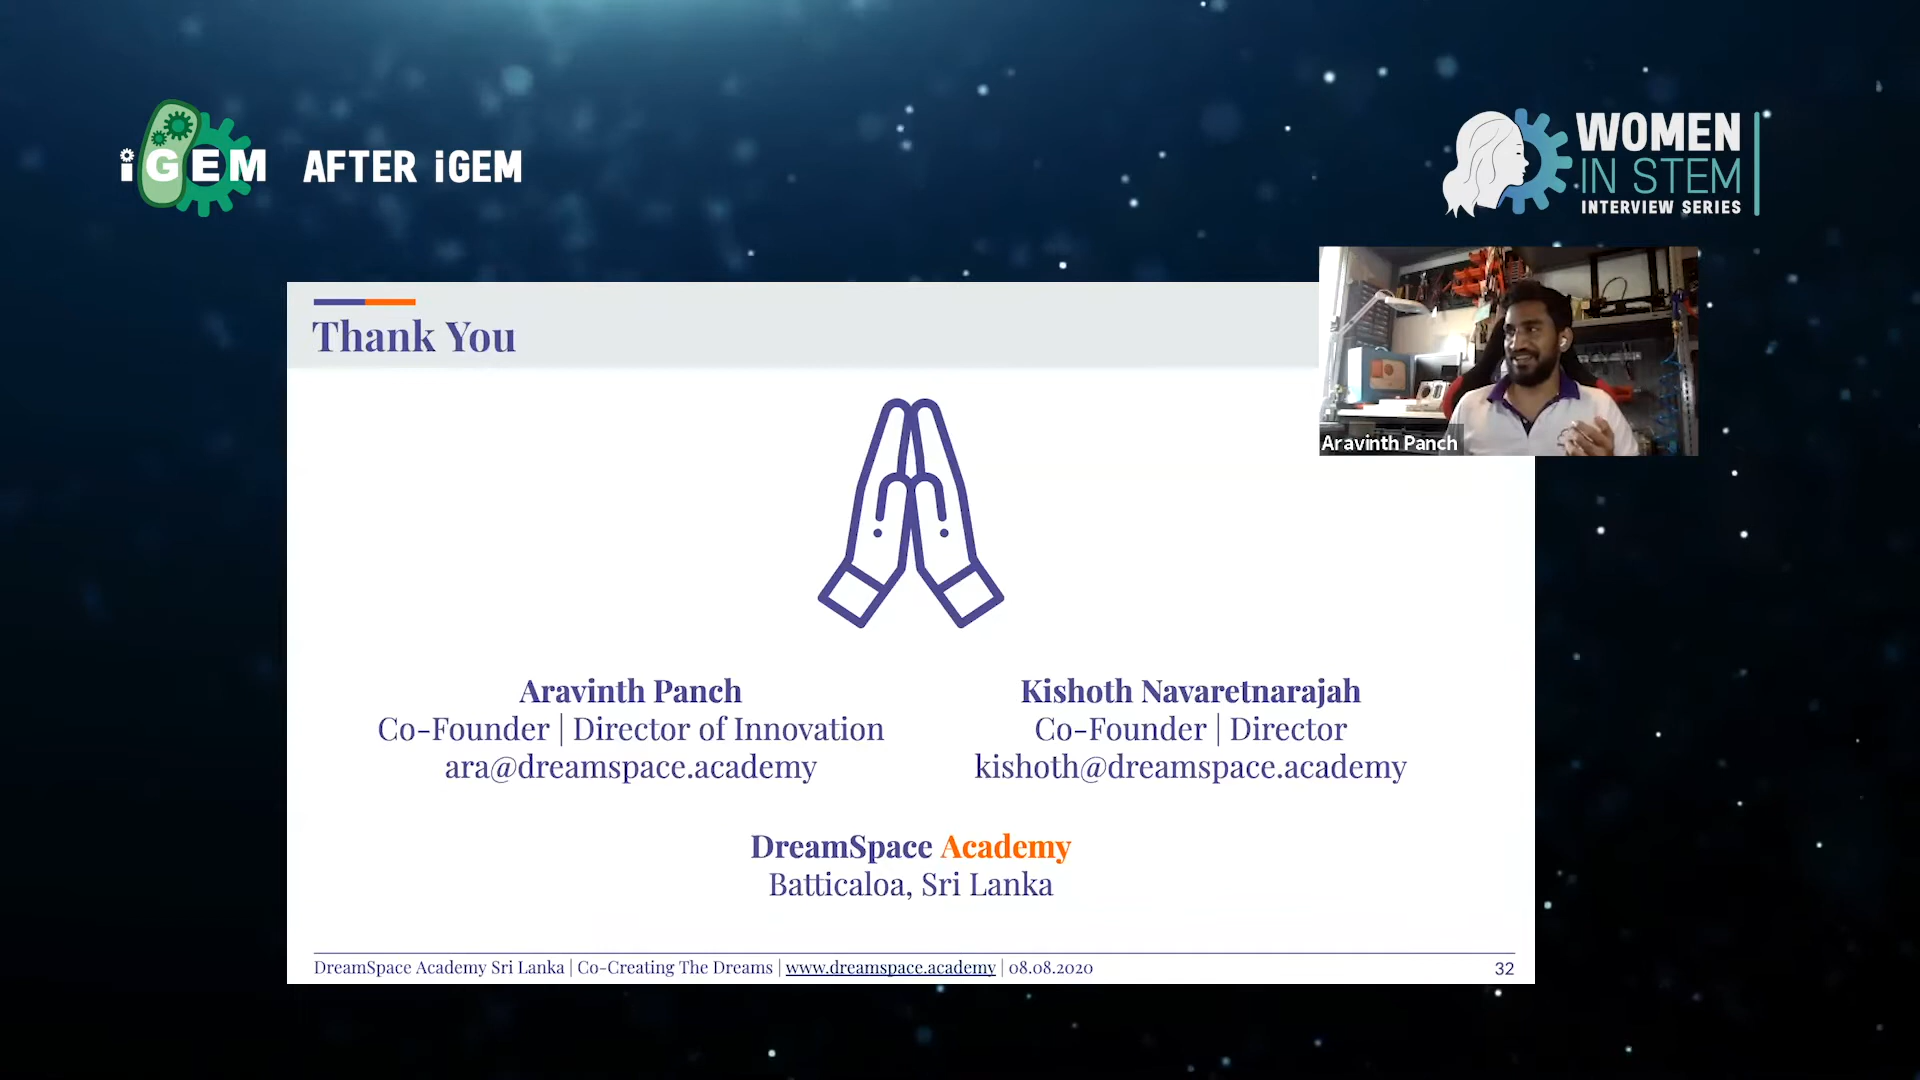 iGEM AFTER iGEM
WOMEN
IN STEM
INTERVIEW SERIES
Thank You
Aravinth Panch
Aravinth Panch
Co-Founder | Director of Innovation
ara@dreamspace.academy
Kishoth Navaretnarajah
Co-Founder | Director
kishoth@dreamspace.academy
DreamSpace Academy
Batticaloa, Sri Lanka
DreamSpace Academy Sri Lanka | Co-Creating The Dreams | www.dreamspace.academy | 08.08.2020
32